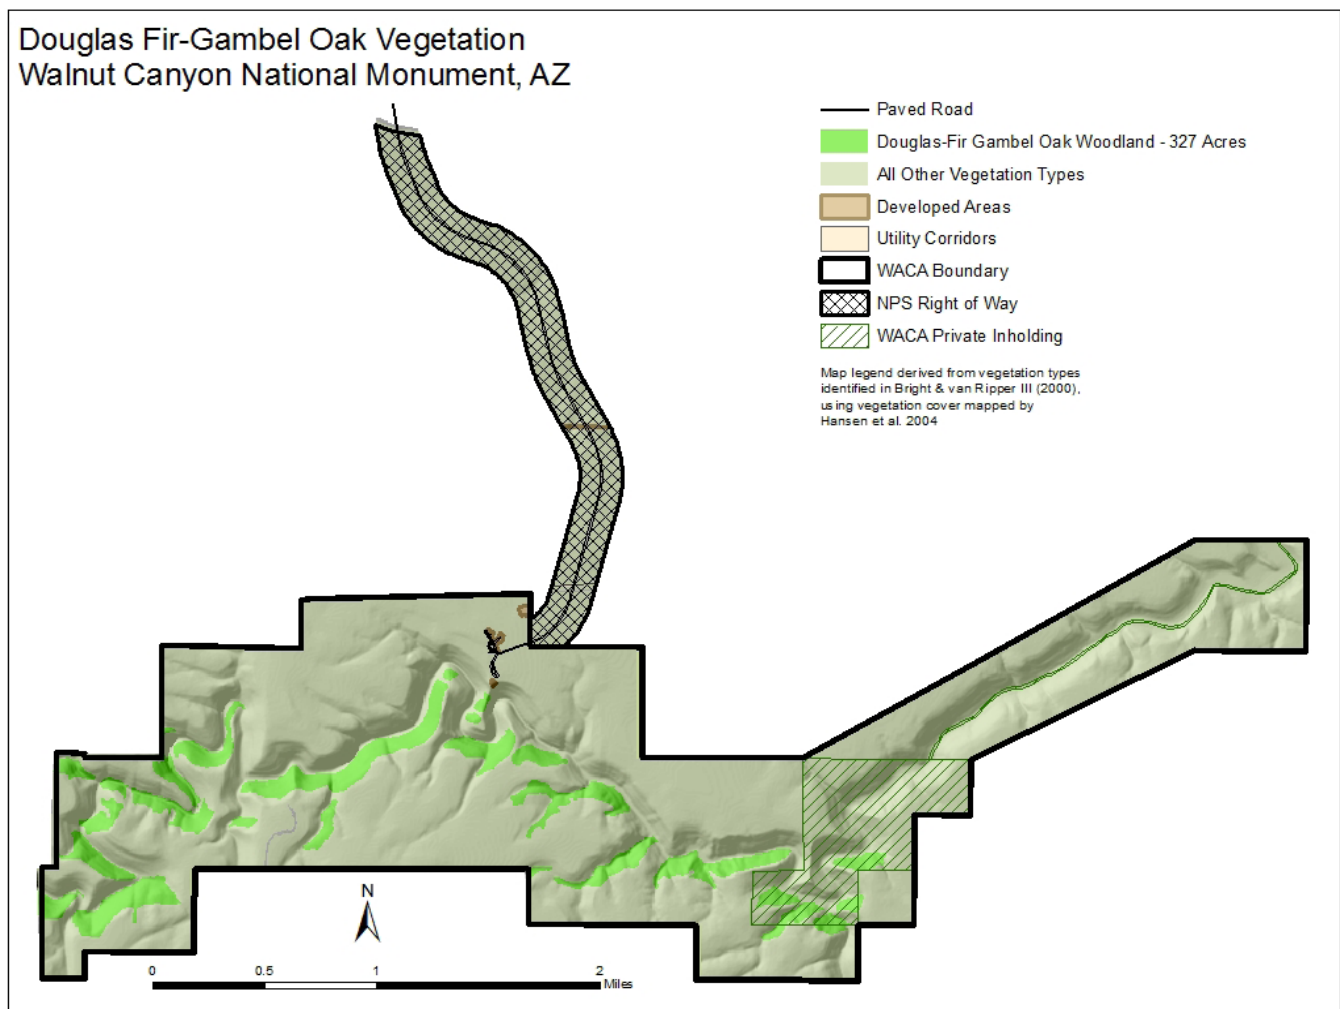 Douglas Fir-Gambel Oak Vegetation
Walnut Canyon National Monument, AZ
Paved Road
Douglas-Fir Gambel Oak Woodland - 327 Acres
All Other Vegetation Types
Developed Areas
Utility Corridors
WACA Boundary
NPS Right of Way
WACA Private Inholding
Map legend derived from vegetation types
identified in Bright & van Ripper III (2000),
using vegetation cover mapped by
Hansen et al. 2004
N
0 0.5 1 2
Miles